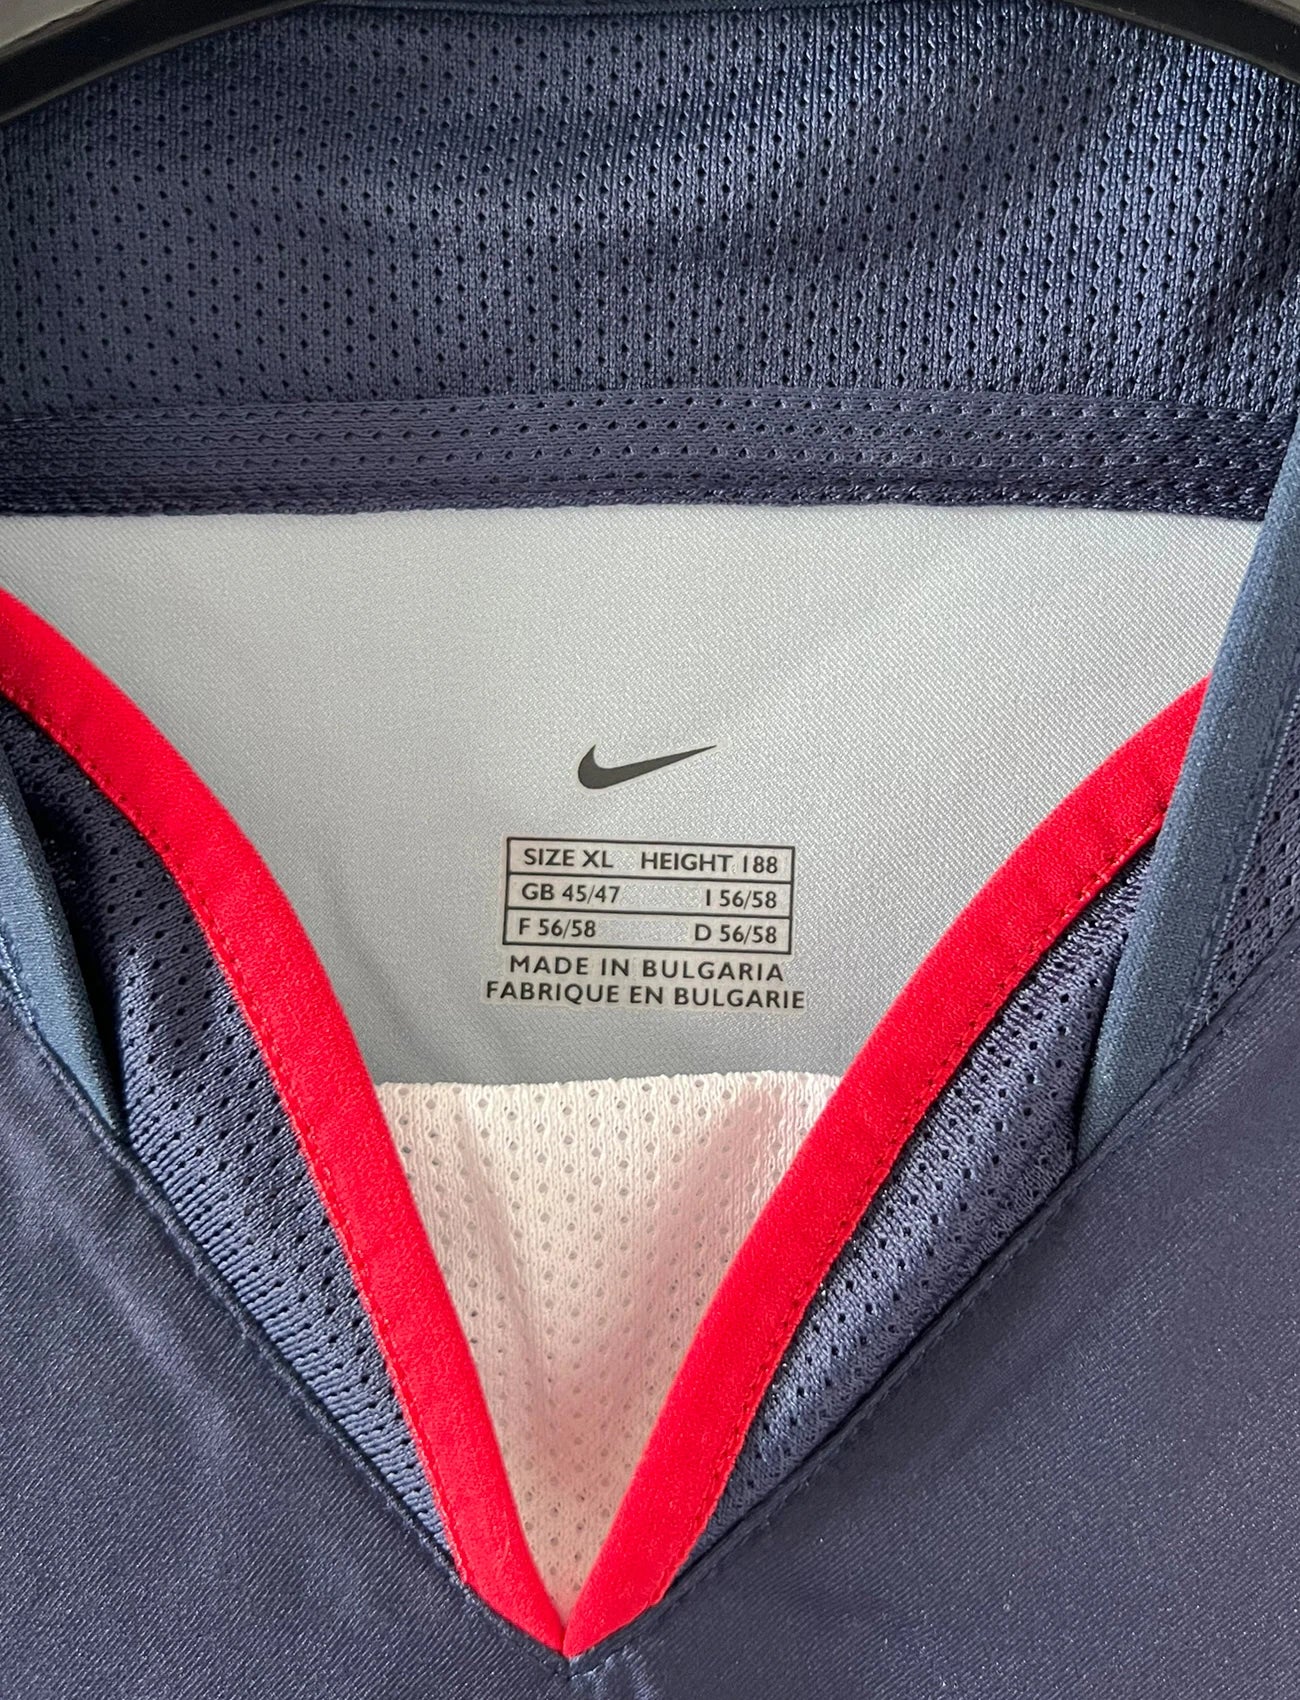 SIZE XL HEIGHT 188
GB 45/47 I 56/58
F 56/58 D 56/58
MADE IN BULGARIA
FABRIQUE EN BULGARIE